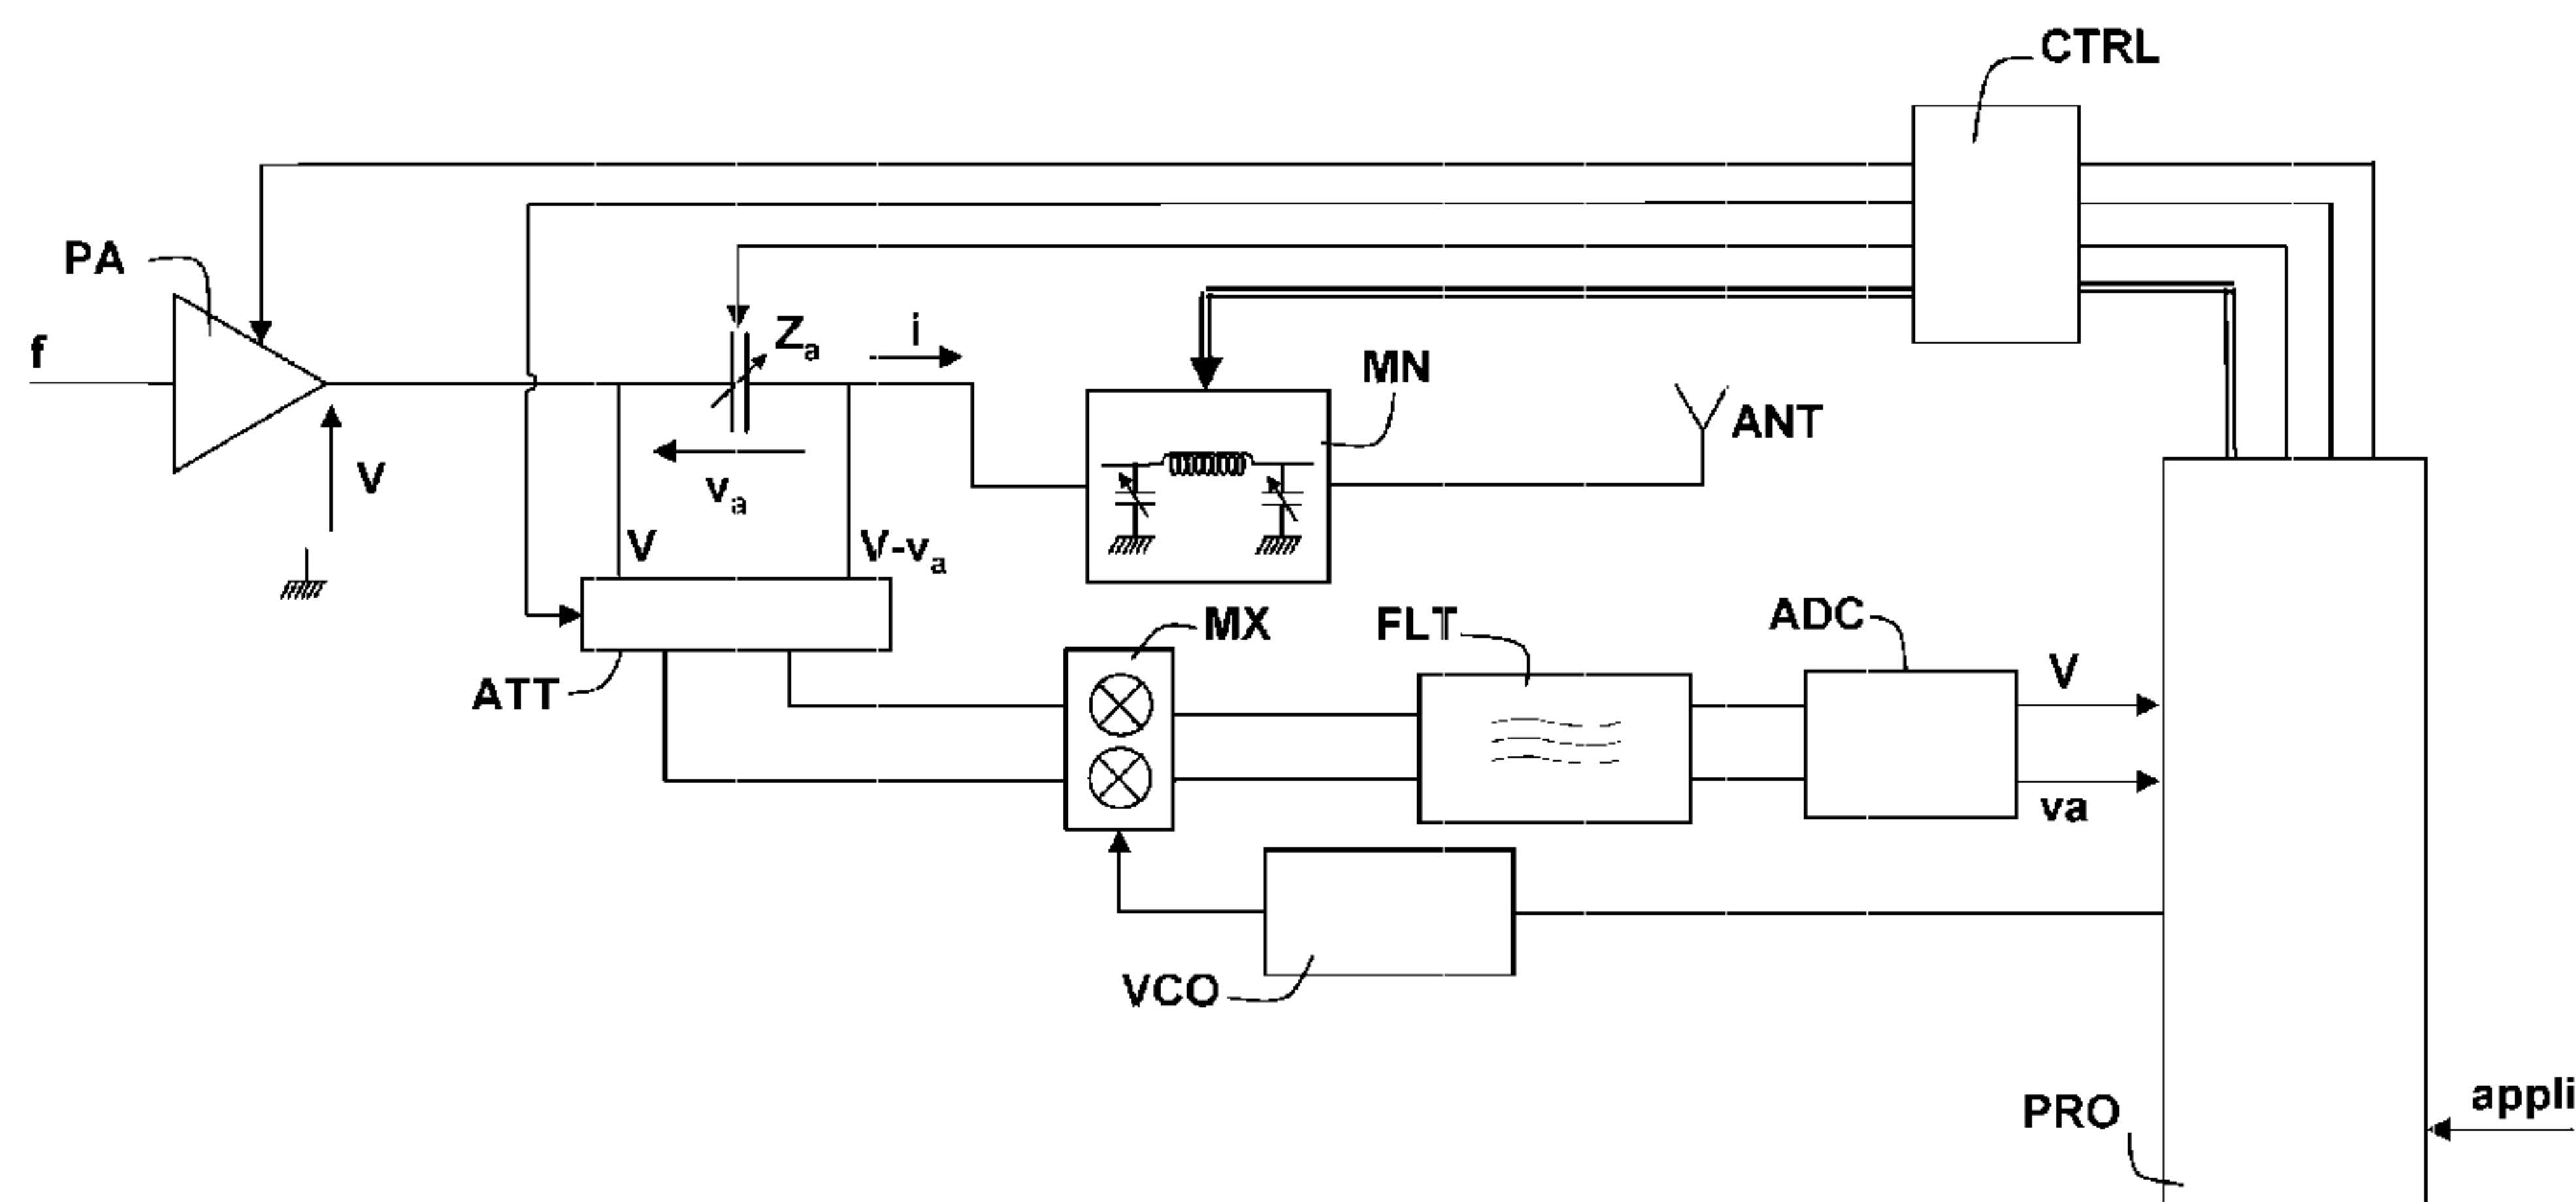 CTRL
PA
f
Za
i
MN
ANT
V
va
V
V-va
MX
FLT
ADC
ATT
V
va
VCO
PRO
appli